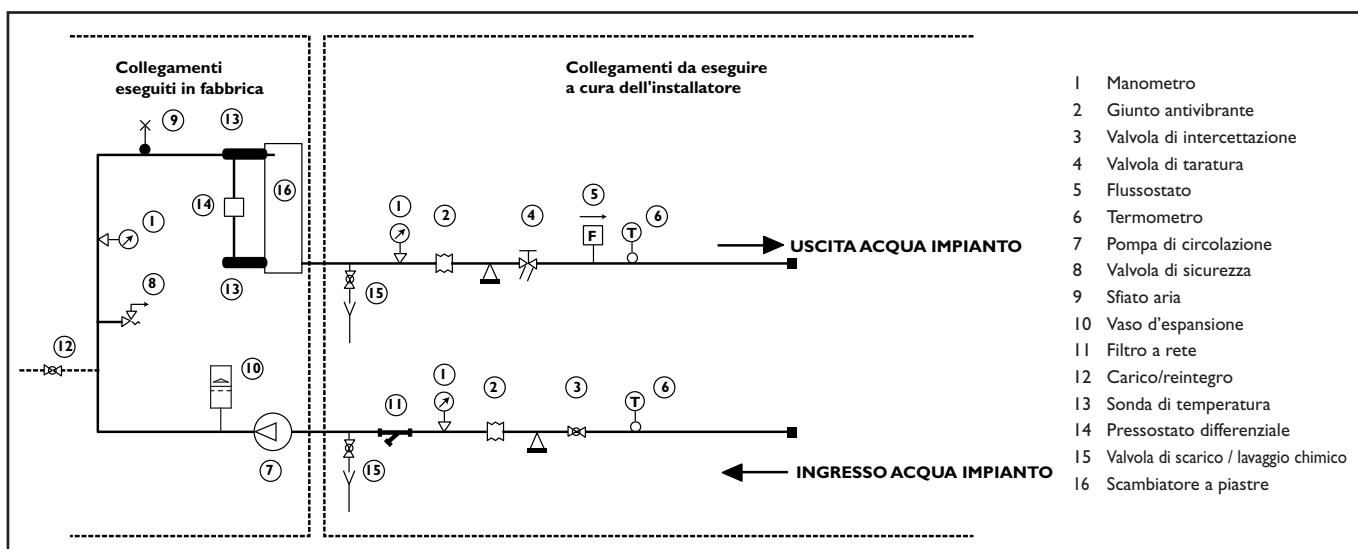 Collegamenti
eseguiti in fabbrica
Collegamenti da eseguire
a cura dell'installatore
9
13
16
14
1
13
8
12
10
7
1
2
4
5
F
6
T
USCITA ACQUA IMPIANTO
15
1
11
2
3
6
T
15
INGRESSO ACQUA IMPIANTO
1 Manometro
2 Giunto antivibrante
3 Valvola di intercettazione
4 Valvola di taratura
5 Flussostato
6 Termometro
7 Pompa di circolazione
8 Valvola di sicurezza
9 Sfiato aria
10 Vaso d'espansione
11 Filtro a rete
12 Carico/reintegro
13 Sonda di temperatura
14 Pressostato differenziale
15 Valvola di scarico / lavaggio chimico
16 Scambiatore a piastre